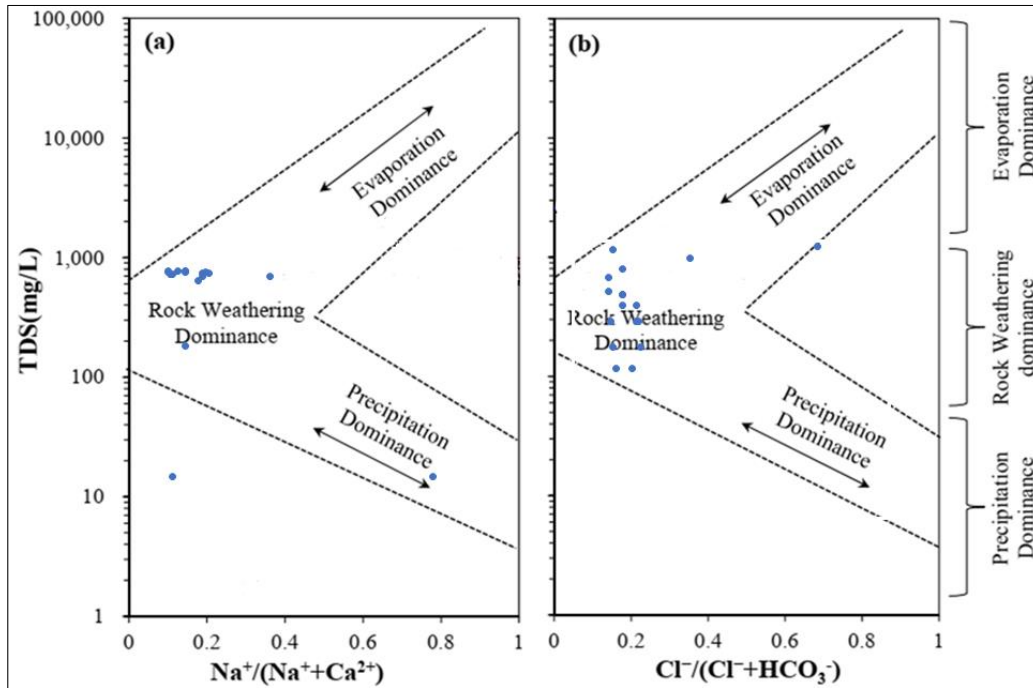 100,000
10,000
1,000
100
10
1
TDS(mg/L)
(a)
Evaporation
Dominance
Rock Weathering
Dominance
Precipitation
Dominance
0
0.2
0.4
0.6
0.8
1
Na⁺/(Na⁺+Ca²⁺)
(b)
Evaporation
Dominance
Rock Weathering
Dominance
Precipitation
Dominance
0
0.2
0.4
0.6
0.8
1
Cl⁻/(Cl⁻+HCO₃⁻)
Evaporation
Dominance
Rock Weathering
dominance
Precipitation
Dominance